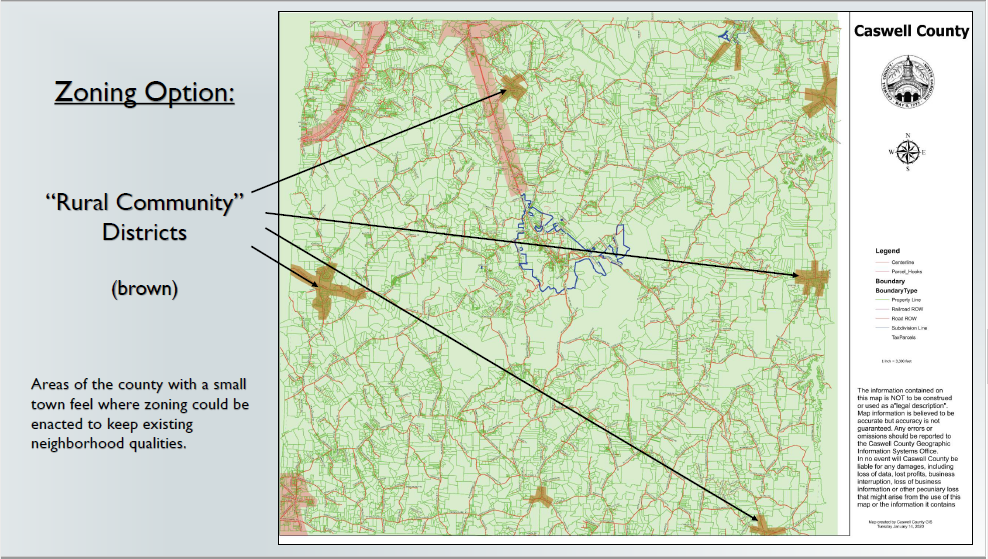 Zoning Option:
“Rural Community”
Districts
(brown)
Areas of the county with a small
town feel where zoning could be
enacted to keep existing
neighborhood qualities.
Caswell County
N
W E
S
Legend
Centerline
Parcel_Hooks
Boundary
BoundaryType
Property Line
Railroad ROW
Road ROW
Subdivision Line
TaxParcels
The information contained on
this map is NOT to be construed
or used as a"legal description".
Map information is believed to be
accurate but accuracy is not
guaranteed. Any errors or
omissions should be reported to
the Caswell County Geographic
Information Systems Office.
In no event will Caswell County be
liable for any damages, including
loss of data, lost profits, business
interruption, loss of business
information or other pecuniary loss
that might arise from the use of this
map or the information it contains
Map created by Caswell County GIS
Tuesday January 14, 2020